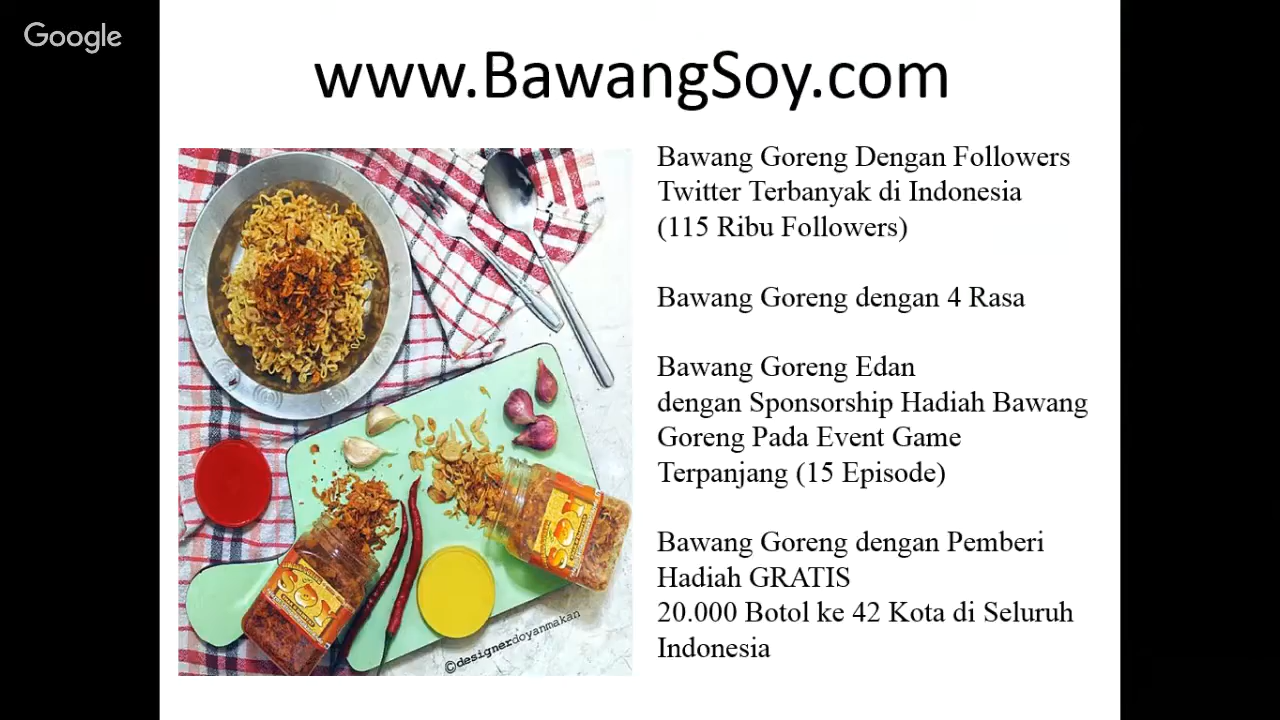 Google
www.BawangSoy.com
Bawang Goreng Dengan Followers
Twitter Terbanyak di Indonesia
(115 Ribu Followers)
Bawang Goreng dengan 4 Rasa
Bawang Goreng Edan
dengan Sponsorship Hadiah Bawang
Goreng Pada Event Game
Terpanjang (15 Episode)
Bawang Goreng dengan Pemberi
Hadiah GRATIS
20.000 Botol ke 42 Kota di Seluruh
Indonesia
SOY
SOY
©designerdoyanmakan